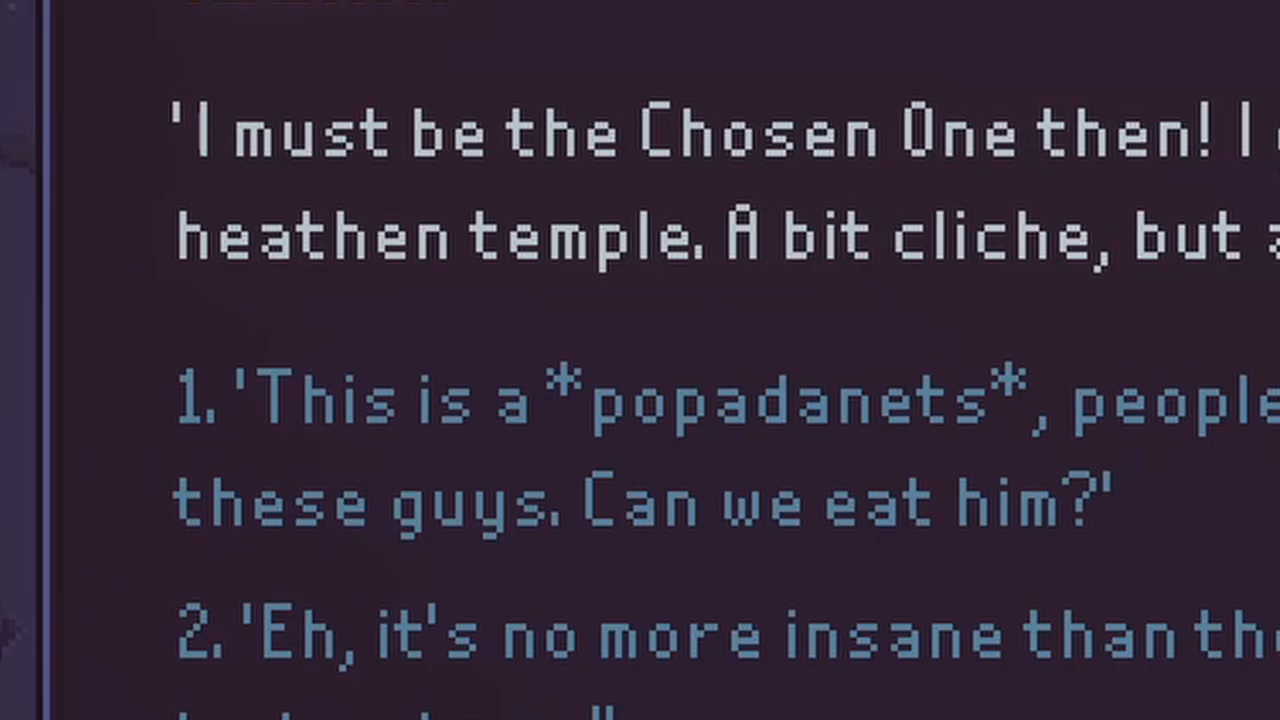 'I must be the Chosen One then! I
heathen temple. A bit cliche, but
1. 'This is a *popadanets*, people
these guys. Can we eat him?'
2. 'Eh, it's no more insane than